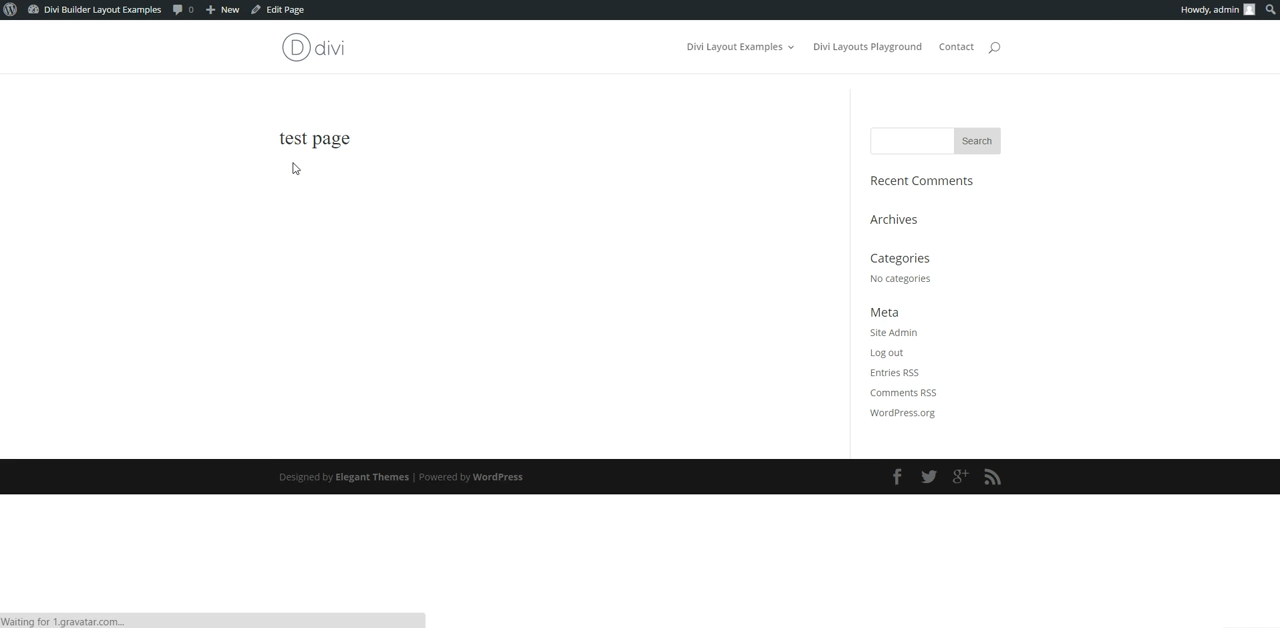 Divi Builder Layout Examples 0 New Edit Page Howdy, admin
D divi Divi Layout Examples Divi Layouts Playground Contact
test page
Search
Recent Comments
Archives
Categories
No categories
Meta
Site Admin
Log out
Entries RSS
Comments RSS
WordPress.org
Designed by Elegant Themes | Powered by WordPress
Waiting for 1.gravatar.com...